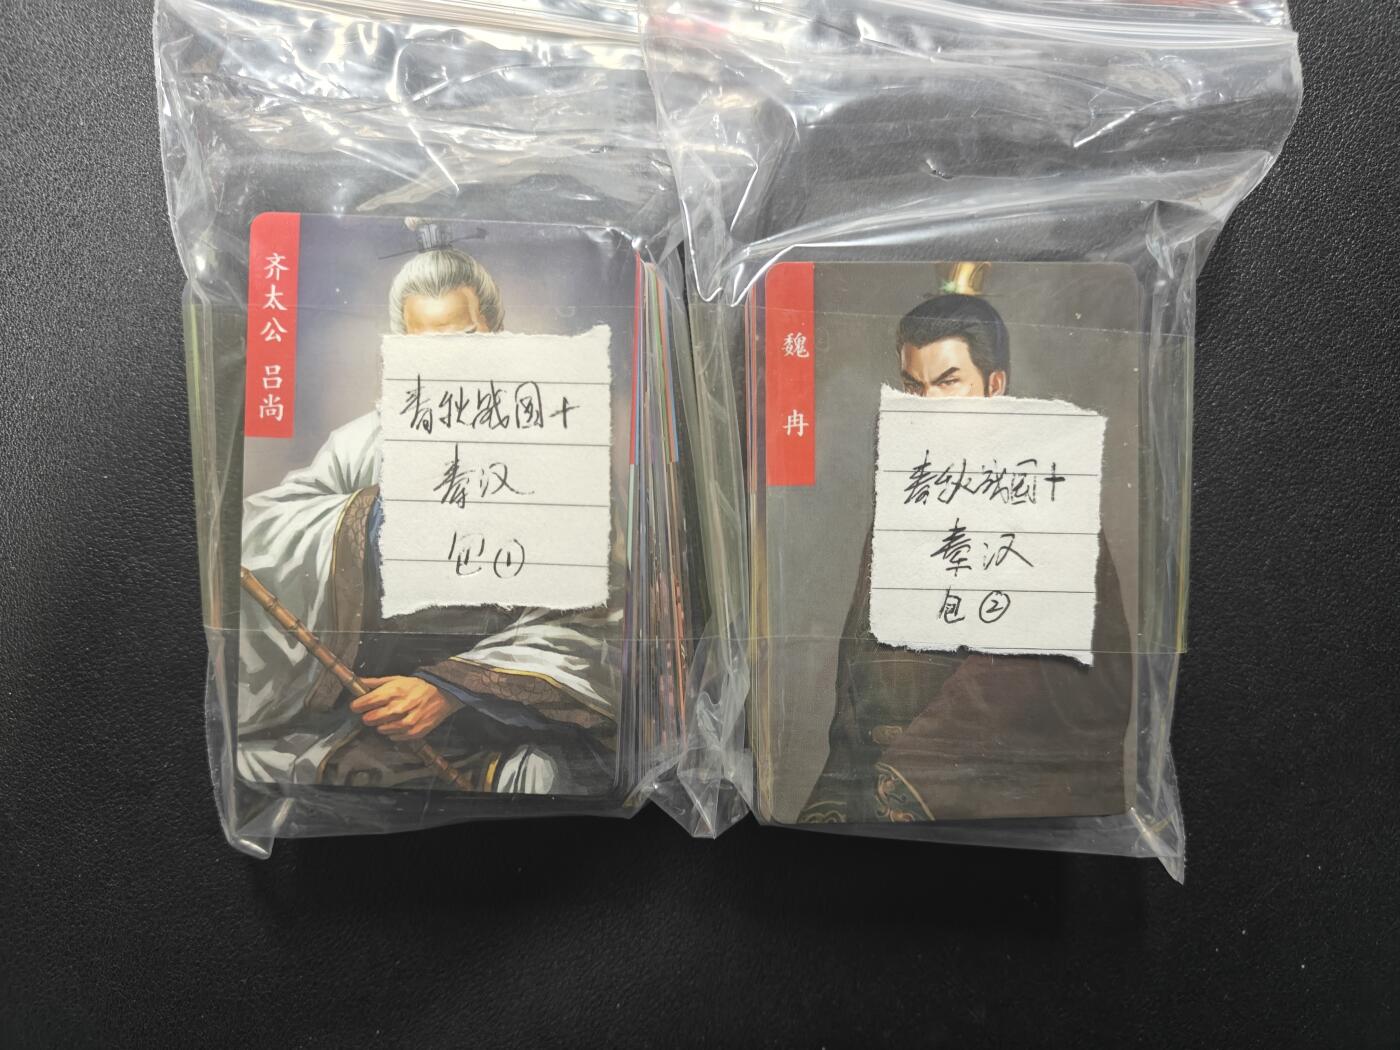 齐太公 吕尚
春秋战国+
秦汉
包①
魏 冉
春秋战国+
秦汉
包②